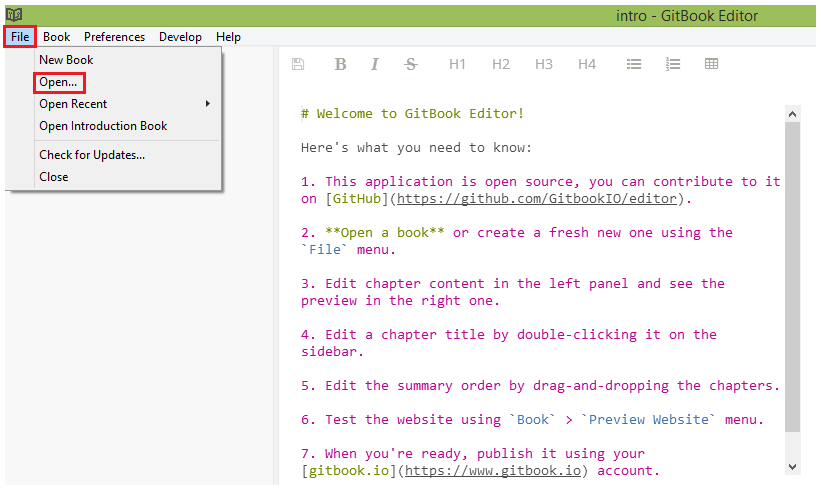 intro - GitBook Editor
File Book Preferences Develop Help
New Book
Open...
Open Recent
Open Introduction Book
Check for Updates...
Close
B I S H1 H2 H3 H4
# Welcome to GitBook Editor!
Here's what you need to know:
1. This application is open source, you can contribute to it
on [GitHub](https://github.com/GitbookIO/editor).
2. **Open a book** or create a fresh new one using the
`File` menu.
3. Edit chapter content in the left panel and see the
preview in the right one.
4. Edit a chapter title by double-clicking it on the
sidebar.
5. Edit the summary order by drag-and-dropping the chapters.
6. Test the website using `Book` > `Preview Website` menu.
7. When you're ready, publish it using your
[gitbook.io](https://www.gitbook.io) account.